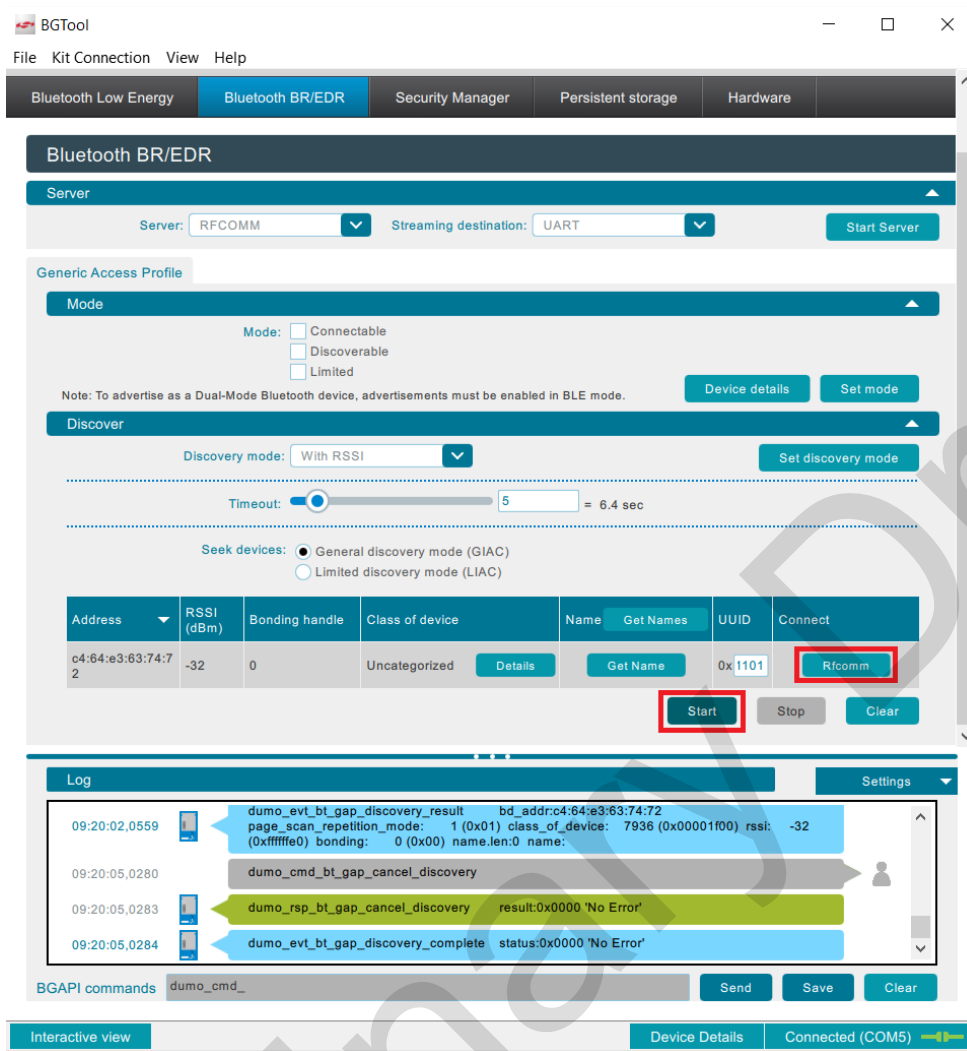 BGTool
File Kit Connection View Help
Bluetooth Low Energy Bluetooth BR/EDR Security Manager Persistent storage Hardware
Bluetooth BR/EDR
Server
Server: RFCOMM Streaming destination: UART Start Server
Generic Access Profile
Mode
Mode: Connectable
Discoverable
Limited
Note: To advertise as a Dual-Mode Bluetooth device, advertisements must be enabled in BLE mode. Device details Set mode
Discover
Discovery mode: With RSSI Set discovery mode
Timeout: 5 = 6.4 sec
Seek devices: General discovery mode (GIAC)
Limited discovery mode (LIAC)
Address RSSI (dBm) Bonding handle Class of device Name Get Names UUID Connect
c4:64:e3:63:74:7
2 -32 0 Uncategorized Details Get Name 0x 1101 Rfcomm
Start Stop Clear
Log Settings
dumo_evt_bt_gap_discovery_result bd_addr:c4:64:e3:63:74:72
09:20:02,0559 page_scan_repetition_mode: 1 (0x01) class_of_device: 7936 (0x00001f00) rssi: -32
(0xffffffe0) bonding: 0 (0x00) name.len:0 name:
09:20:05,0280 dumo_cmd_bt_gap_cancel_discovery
09:20:05,0283 dumo_rsp_bt_gap_cancel_discovery result:0x0000 'No Error'
09:20:05,0284 dumo_evt_bt_gap_discovery_complete status:0x0000 'No Error'
BGAPI commands dumo_cmd_ Send Save Clear
Interactive view Device Details Connected (COM5)